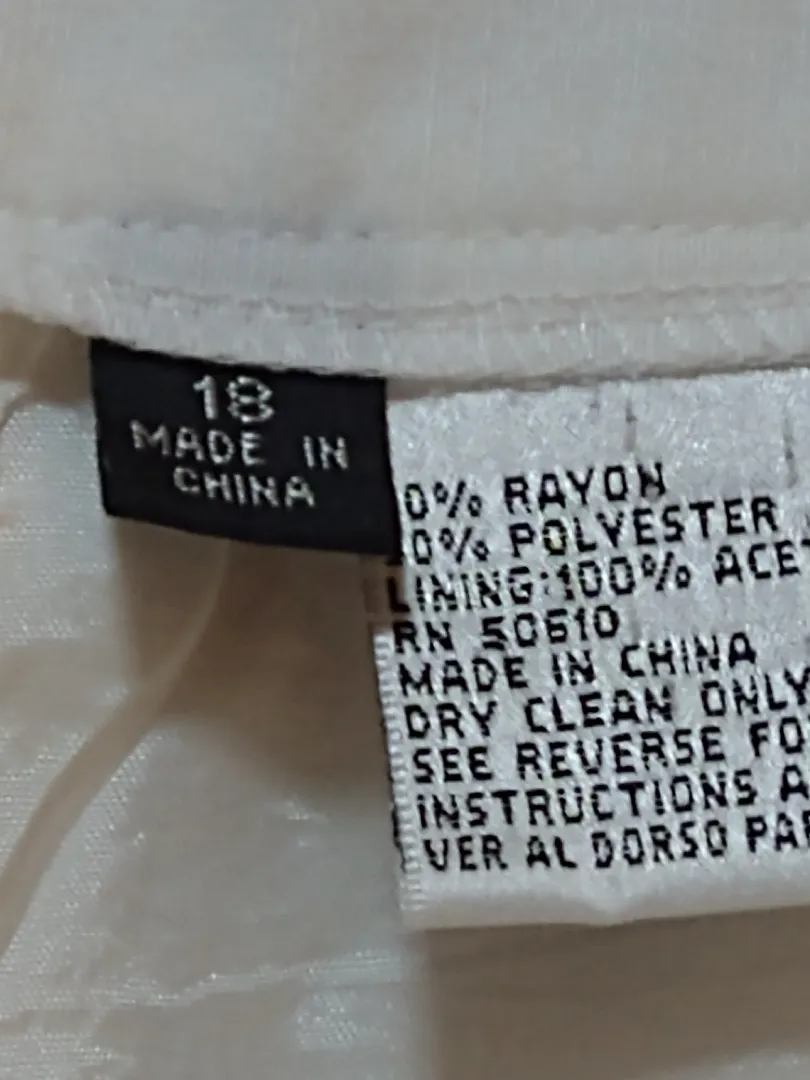 18
MADE IN
CHINA
0% RAYON
0% POLYESTER
LINING:100% ACE
RN 50610
MADE IN CHINA
DRY CLEAN ONLY
SEE REVERSE FO
INSTRUCTIONS A
VER AL DORSO PAR